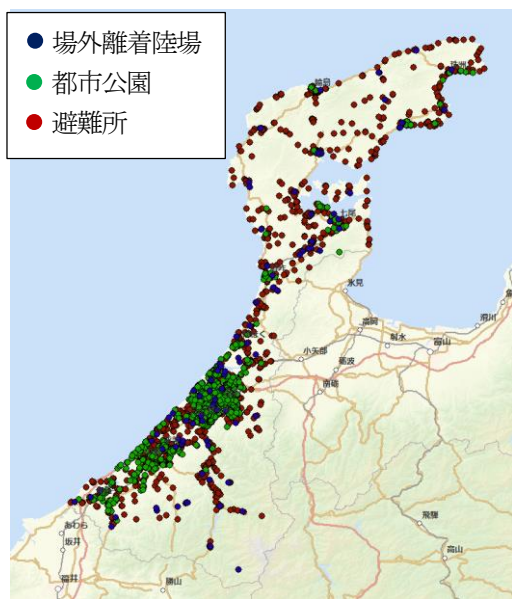 場外離着陸場
都市公園
避難所
輪島
珠洲
七尾
氷見
滑川
高岡
射水
富山
小矢部
砺波
南砺
飛騨
高山
あわら
坂井
福井
勝山